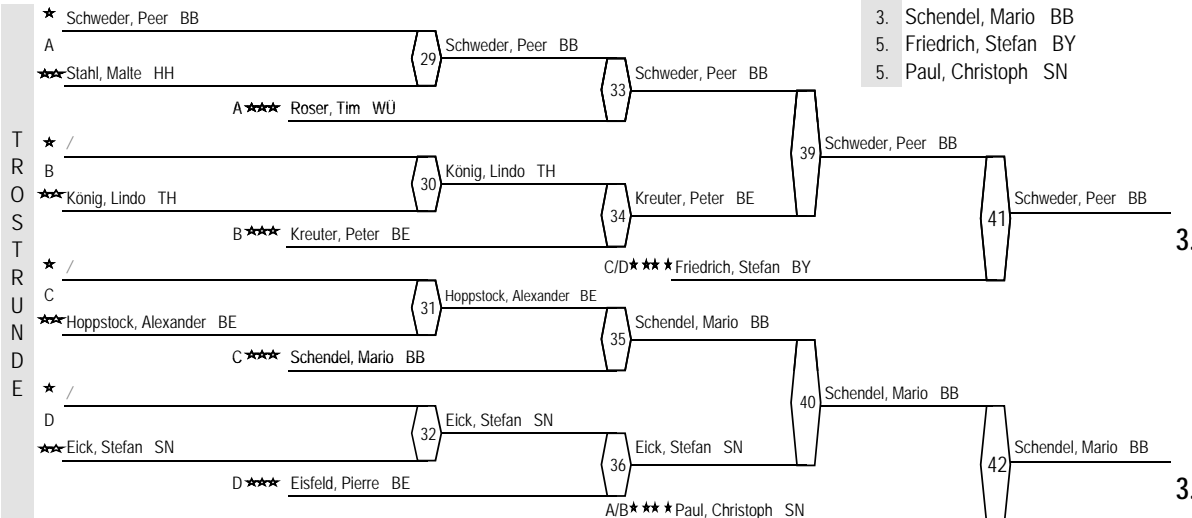 3. Schendel, Mario BB
5. Friedrich, Stefan BY
5. Paul, Christoph SN
TROSTRUNDE
★ Schweder, Peer BB
A
★★ Stahl, Malte HH
29
Schweder, Peer BB
A ★★★ Roser, Tim WÜ
33
Schweder, Peer BB
★ /
B
★★ König, Lindo TH
30
König, Lindo TH
B ★★★ Kreuter, Peter BE
34
Kreuter, Peter BE
39
Schweder, Peer BB
C/D ★★★★ Friedrich, Stefan BY
41
Schweder, Peer BB
3.
★ /
C
★★ Hoppstock, Alexander BE
31
Hoppstock, Alexander BE
C ★★★ Schendel, Mario BB
35
Schendel, Mario BB
★ /
D
★★ Eick, Stefan SN
32
Eick, Stefan SN
D ★★★ Eisfeld, Pierre BE
36
Eick, Stefan SN
40
Schendel, Mario BB
A/B ★★★★ Paul, Christoph SN
42
Schendel, Mario BB
3.